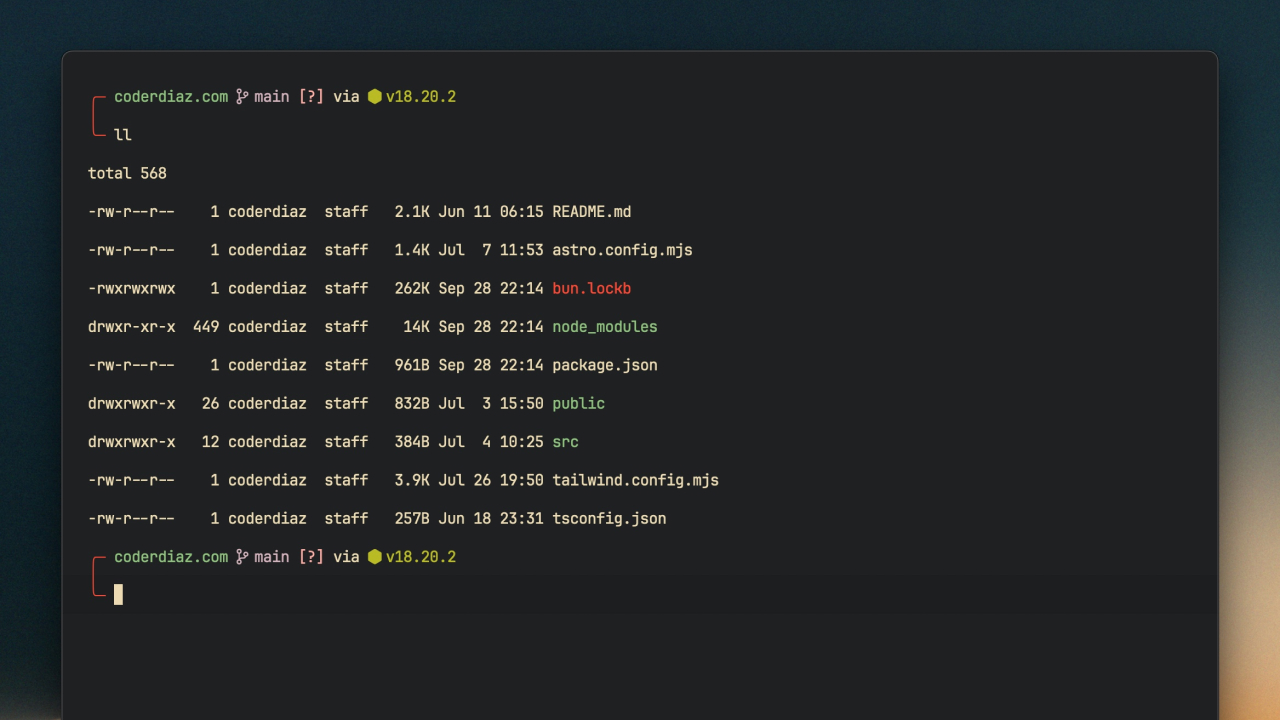 coderdiaz.com main [?] via v18.20.2
ll
total 568
-rw-r--r-- 1 coderdiaz staff 2.1K Jun 11 06:15 README.md
-rw-r--r-- 1 coderdiaz staff 1.4K Jul 7 11:53 astro.config.mjs
-rwxrwxrwx 1 coderdiaz staff 262K Sep 28 22:14 bun.lockb
drwxr-xr-x 449 coderdiaz staff 14K Sep 28 22:14 node_modules
-rw-r--r-- 1 coderdiaz staff 961B Sep 28 22:14 package.json
drwxrwxr-x 26 coderdiaz staff 832B Jul 3 15:50 public
drwxrwxr-x 12 coderdiaz staff 384B Jul 4 10:25 src
-rw-r--r-- 1 coderdiaz staff 3.9K Jul 26 19:50 tailwind.config.mjs
-rw-r--r-- 1 coderdiaz staff 257B Jun 18 23:31 tsconfig.json
coderdiaz.com main [?] via v18.20.2